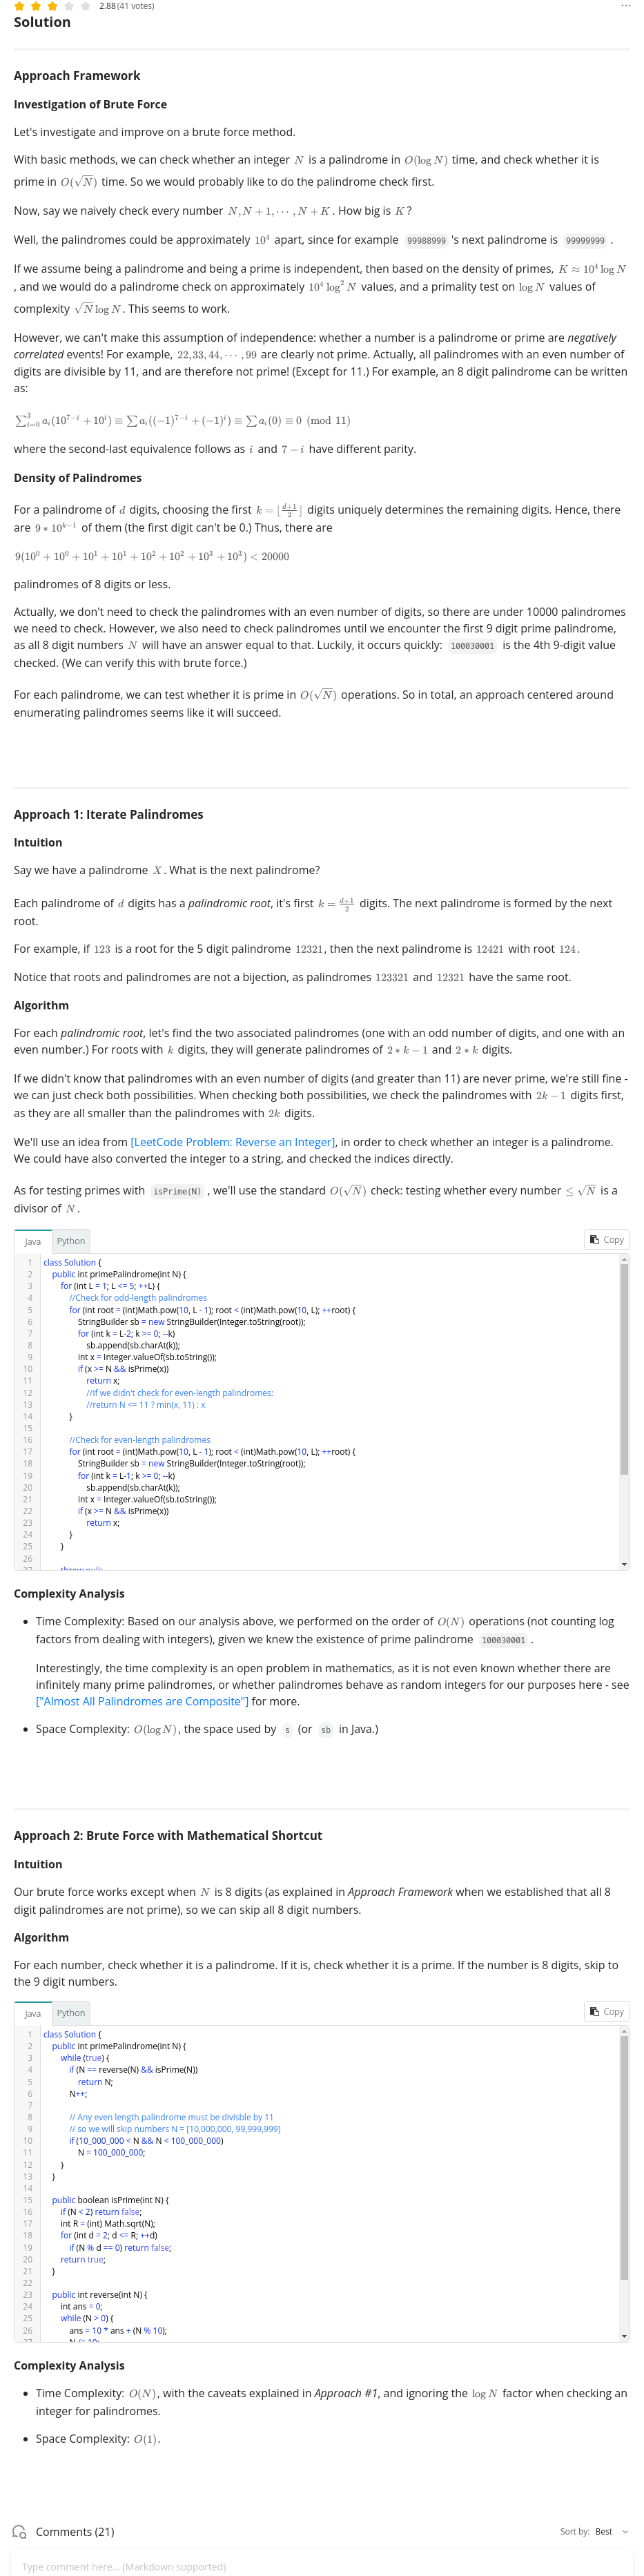 2.88 (41 votes)
Solution
Approach Framework
Investigation of Brute Force
Let's investigate and improve on a brute force method.
With basic methods, we can check whether an integer N is a palindrome in O(log N) time, and check whether it is
prime in O(√N) time. So we would probably like to do the palindrome check first.
Now, say we naively check every number N, N + 1, ⋯ , N + K. How big is K?
Well, the palindromes could be approximately 10^4 apart, since for example 99988999 's next palindrome is 99999999 .
If we assume being a palindrome and being a prime is independent, then based on the density of primes, K ≈ 10^4 log N
, and we would do a palindrome check on approximately 10^4 log^2 N values, and a primality test on log N values of
complexity √N log N. This seems to work.
However, we can't make this assumption of independence: whether a number is a palindrome or prime are negatively
correlated events! For example, 22, 33, 44, ⋯ , 99 are clearly not prime. Actually, all palindromes with an even number of
digits are divisible by 11, and are therefore not prime! (Except for 11.) For example, an 8 digit palindrome can be written
as:
∑_{i=0}^{3} a_i(10^{7−i} + 10^i) ≡ ∑ a_i((−1)^{7−i} + (−1)^i) ≡ ∑ a_i(0) ≡ 0 (mod 11)
where the second-last equivalence follows as i and 7 − i have different parity.
Density of Palindromes
For a palindrome of d digits, choosing the first k = ⌊(d+1)/2⌋ digits uniquely determines the remaining digits. Hence, there
are 9 ∗ 10^{k−1} of them (the first digit can't be 0.) Thus, there are
9(10^0 + 10^0 + 10^1 + 10^1 + 10^2 + 10^2 + 10^3 + 10^3) < 20000
palindromes of 8 digits or less.
Actually, we don't need to check the palindromes with an even number of digits, so there are under 10000 palindromes
we need to check. However, we also need to check palindromes until we encounter the first 9 digit prime palindrome,
as all 8 digit numbers N will have an answer equal to that. Luckily, it occurs quickly: 100030001 is the 4th 9-digit value
checked. (We can verify this with brute force.)
For each palindrome, we can test whether it is prime in O(√N) operations. So in total, an approach centered around
enumerating palindromes seems like it will succeed.
Approach 1: Iterate Palindromes
Intuition
Say we have a palindrome X. What is the next palindrome?
Each palindrome of d digits has a palindromic root, it's first k = (d+1)/2 digits. The next palindrome is formed by the next
root.
For example, if 123 is a root for the 5 digit palindrome 12321, then the next palindrome is 12421 with root 124.
Notice that roots and palindromes are not a bijection, as palindromes 123321 and 12321 have the same root.
Algorithm
For each palindromic root, let's find the two associated palindromes (one with an odd number of digits, and one with an
even number.) For roots with k digits, they will generate palindromes of 2 ∗ k − 1 and 2 ∗ k digits.
If we didn't know that palindromes with an even number of digits (and greater than 11) are never prime, we're still fine -
we can just check both possibilities. When checking both possibilities, we check the palindromes with 2k − 1 digits first,
as they are all smaller than the palindromes with 2k digits.
We'll use an idea from [LeetCode Problem: Reverse an Integer], in order to check whether an integer is a palindrome.
We could have also converted the integer to a string, and checked the indices directly.
As for testing primes with isPrime(N) , we'll use the standard O(√N) check: testing whether every number ≤ √N is a
divisor of N.
Java Python Copy
1 class Solution {
2 public int primePalindrome(int N) {
3 for (int L = 1; L <= 5; ++L) {
4 //Check for odd-length palindromes
5 for (int root = (int)Math.pow(10, L - 1); root < (int)Math.pow(10, L); ++root) {
6 StringBuilder sb = new StringBuilder(Integer.toString(root));
7 for (int k = L-2; k >= 0; --k)
8 sb.append(sb.charAt(k));
9 int x = Integer.valueOf(sb.toString());
10 if (x >= N && isPrime(x))
11 return x;
12 //If we didn't check for even-length palindromes:
13 //return N <= 11 ? min(x, 11) : x
14 }
15
16 //Check for even-length palindromes
17 for (int root = (int)Math.pow(10, L - 1); root < (int)Math.pow(10, L); ++root) {
18 StringBuilder sb = new StringBuilder(Integer.toString(root));
19 for (int k = L-1; k >= 0; --k)
20 sb.append(sb.charAt(k));
21 int x = Integer.valueOf(sb.toString());
22 if (x >= N && isPrime(x))
23 return x;
24 }
25 }
26
Complexity Analysis
• Time Complexity: Based on our analysis above, we performed on the order of O(N) operations (not counting log
factors from dealing with integers), given we knew the existence of prime palindrome 100030001 .
Interestingly, the time complexity is an open problem in mathematics, as it is not even known whether there are
infinitely many prime palindromes, or whether palindromes behave as random integers for our purposes here - see
["Almost All Palindromes are Composite"] for more.
• Space Complexity: O(log N), the space used by s (or sb in Java.)
Approach 2: Brute Force with Mathematical Shortcut
Intuition
Our brute force works except when N is 8 digits (as explained in Approach Framework when we established that all 8
digit palindromes are not prime), so we can skip all 8 digit numbers.
Algorithm
For each number, check whether it is a palindrome. If it is, check whether it is a prime. If the number is 8 digits, skip to
the 9 digit numbers.
Java Python Copy
1 class Solution {
2 public int primePalindrome(int N) {
3 while (true) {
4 if (N == reverse(N) && isPrime(N))
5 return N;
6 N++;
7
8 // Any even length palindrome must be divisble by 11
9 // so we will skip numbers N = [10,000,000, 99,999,999]
10 if (10_000_000 < N && N < 100_000_000)
11 N = 100_000_000;
12 }
13 }
14
15 public boolean isPrime(int N) {
16 if (N < 2) return false;
17 int R = (int) Math.sqrt(N);
18 for (int d = 2; d <= R; ++d)
19 if (N % d == 0) return false;
20 return true;
21 }
22
23 public int reverse(int N) {
24 int ans = 0;
25 while (N > 0) {
26 ans = 10 * ans + (N % 10);
Complexity Analysis
• Time Complexity: O(N), with the caveats explained in Approach #1, and ignoring the log N factor when checking an
integer for palindromes.
• Space Complexity: O(1).
Comments (21) Sort by: Best
Type comment here... (Markdown supported)